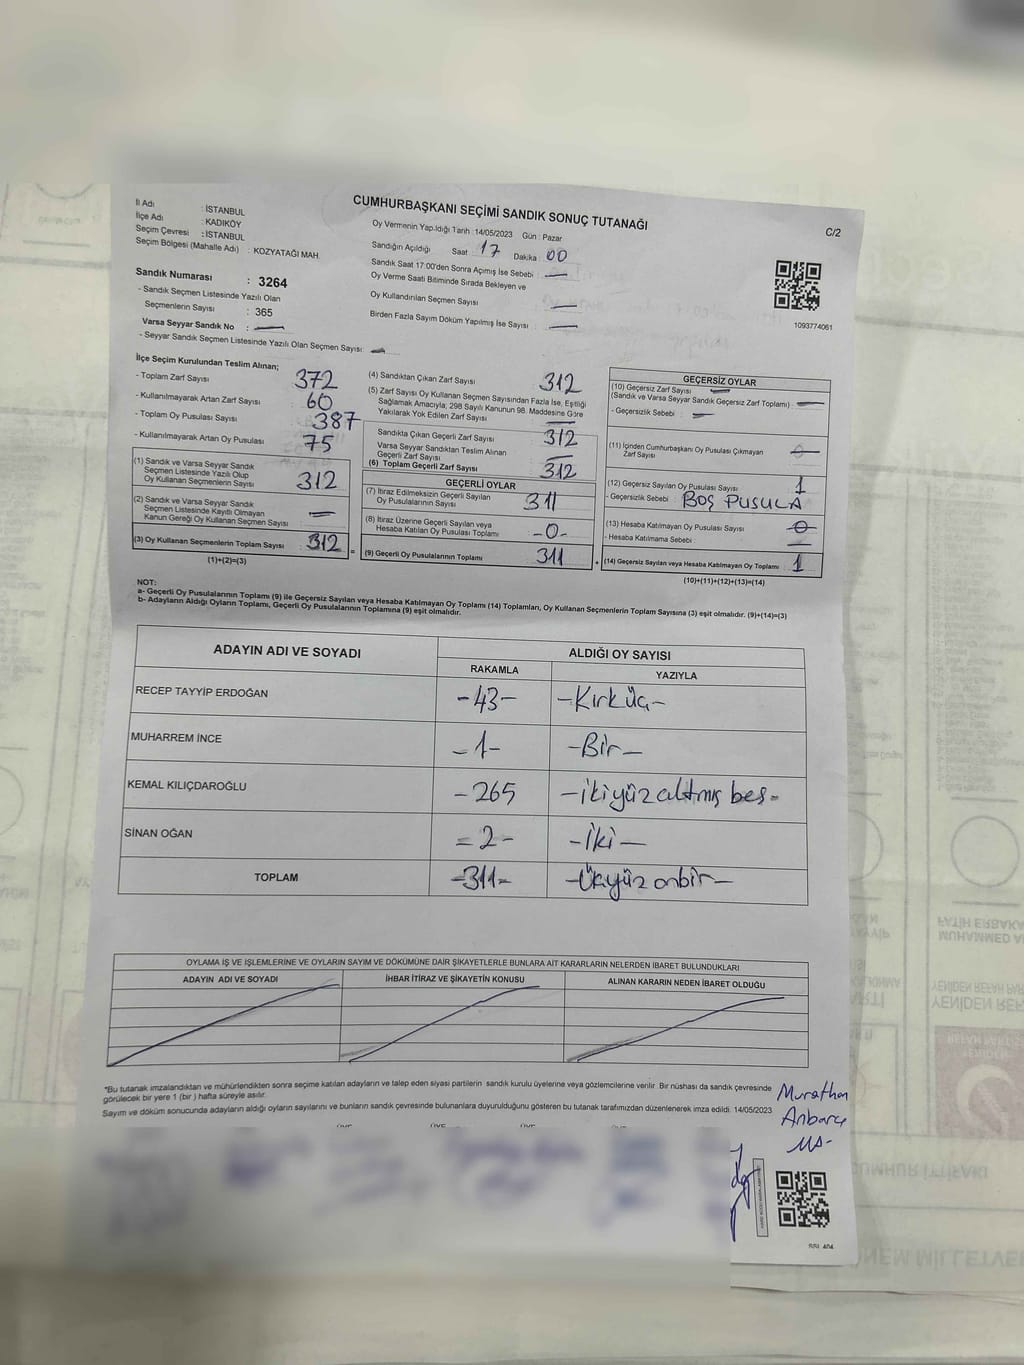 CUMHURBAŞKANI SEÇİMİ SANDIK SONUÇ TUTANAĞI
C/2
İl Adı : İSTANBUL
İlçe Adı : KADIKÖY
Seçim Çevresi : İSTANBUL
Seçim Bölgesi (Mahalle Adı) : KOZYATAĞI MAH.
Oy Vermenin Yapıldığı Tarih : 14/05/2023 Gün : Pazar
Sandığın Açıldığı Saat 17 Dakika 00
Sandık Saat 17:00'den Sonra Açılmış İse Sebebi : —
Oy Verme Saati Bitiminde Sırada Bekleyen ve
Oy Kullandırılan Seçmen Sayısı : —
Birden Fazla Sayım Döküm Yapılmış İse Sayısı : —
1093774061
Sandık Numarası : 3264
- Sandık Seçmen Listesinde Yazılı Olan
Seçmenlerin Sayısı : 365
Varsa Seyyar Sandık No : —
- Seyyar Sandık Seçmen Listesinde Yazılı Olan Seçmen Sayısı: —
İlçe Seçim Kurulundan Teslim Alınan;
- Toplam Zarf Sayısı : 372
- Kullanılmayarak Artan Zarf Sayısı : 60
- Toplam Oy Pusulası Sayısı : 387
- Kullanılmayarak Artan Oy Pusulası : 75
(1) Sandık ve Varsa Seyyar Sandık
Seçmen Listesinde Yazılı Olup
Oy Kullanan Seçmenlerin Sayısı : 312
(2) Sandık ve Varsa Seyyar Sandık
Seçmen Listesinde Kayıtlı Olmayan
Kanun Gereği Oy Kullanan Seçmen Sayısı : —
(3) Oy Kullanan Seçmenlerin Toplam Sayısı : 312 =
(1)+(2)=(3)
(4) Sandıktan Çıkan Zarf Sayısı : 312
(5) Zarf Sayısı Oy Kullanan Seçmen Sayısından Fazla İse, Eşitliği
Sağlamak Amacıyla; 298 Sayılı Kanunun 98. Maddesine Göre
Yakılarak Yok Edilen Zarf Sayısı : —
Sandıkta Çıkan Geçerli Zarf Sayısı : 312
Varsa Seyyar Sandıktan Teslim Alınan
Geçerli Zarf Sayısı : —
(6) Toplam Geçerli Zarf Sayısı : 312
GEÇERLİ OYLAR
(7) İtiraz Edilmeksizin Geçerli Sayılan
Oy Pusulalarının Sayısı : 311
(8) İtiraz Üzerine Geçerli Sayılan veya
Hesaba Katılan Oy Pusulası Toplamı : -0-
(9) Geçerli Oy Pusulalarının Toplamı : 311 +
GEÇERSİZ OYLAR
(10) Geçersiz Zarf Sayısı : —
(Sandık ve Varsa Seyyar Sandık Geçersiz Zarf Toplamı) : —
- Geçersizlik Sebebi : —
(11) İçinden Cumhurbaşkanı Oy Pusulası Çıkmayan
Zarf Sayısı : 0
(12) Geçersiz Sayılan Oy Pusulası Sayısı : 1
- Geçersizlik Sebebi : BOŞ PUSULA
(13) Hesaba Katılmayan Oy Pusulası Sayısı : 0
- Hesaba Katılmama Sebebi : —
(14) Geçersiz Sayılan veya Hesaba Katılmayan Oy Toplamı : 1
(10)+(11)+(12)+(13)=(14)
NOT:
a- Geçerli Oy Pusulalarının Toplamı (9) ile Geçersiz Sayılan veya Hesaba Katılmayan Oy Toplamı (14) Toplamları, Oy Kullanan Seçmenlerin Toplam Sayısına (3) eşit olmalıdır. (9)+(14)=(3)
b- Adayların Aldığı Oyların Toplamı, Geçerli Oy Pusulalarının Toplamına (9) eşit olmalıdır.
ADAYIN ADI VE SOYADI ALDIĞI OY SAYISI
RAKAMLA YAZIYLA
RECEP TAYYİP ERDOĞAN -43- -Kırküç-
MUHARREM İNCE -1- -Bir-
KEMAL KILIÇDAROĞLU -265 -ikiyüzaltmış beş-
SİNAN OĞAN =2- -İki-
TOPLAM -311- -Üçyüz onbir-
OYLAMA İŞ VE İŞLEMLERİNE VE OYLARIN SAYIM VE DÖKÜMÜNE DAİR ŞİKAYETLERLE BUNLARA AİT KARARLARIN NELERDEN İBARET BULUNDUKLARI
ADAYIN ADI VE SOYADI İHBAR İTİRAZ VE ŞİKAYETİN KONUSU ALINAN KARARIN NEDEN İBARET OLDUĞU
*Bu tutanak imzalandıktan ve mühürlendikten sonra seçime katılan adayların ve talep eden siyasi partilerin sandık kurulu üyelerine veya gözlemcilerine verilir. Bir nüshası da sandık çevresinde
görülecek bir yere 1 (bir) hafta süreyle asılır.
Sayım ve döküm sonucunda adayların aldığı oyların sayılarını ve bunların sandık çevresinde bulunanlara duyurulduğunu gösteren bu tutanak tarafımızdan düzenlenerek imza edildi. 14/05/2023
Murathan